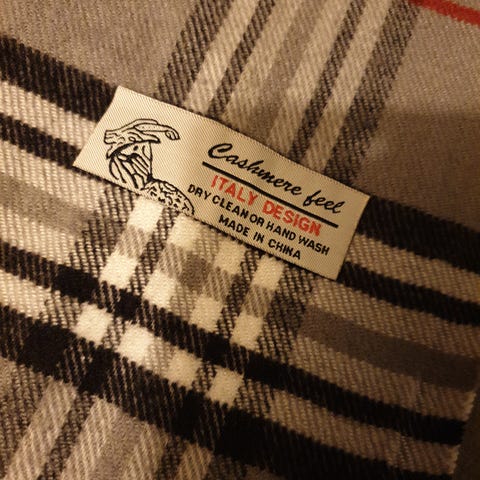 Cashmere feel
ITALY DESIGN
DRY CLEAN OR HAND WASH
MADE IN CHINA